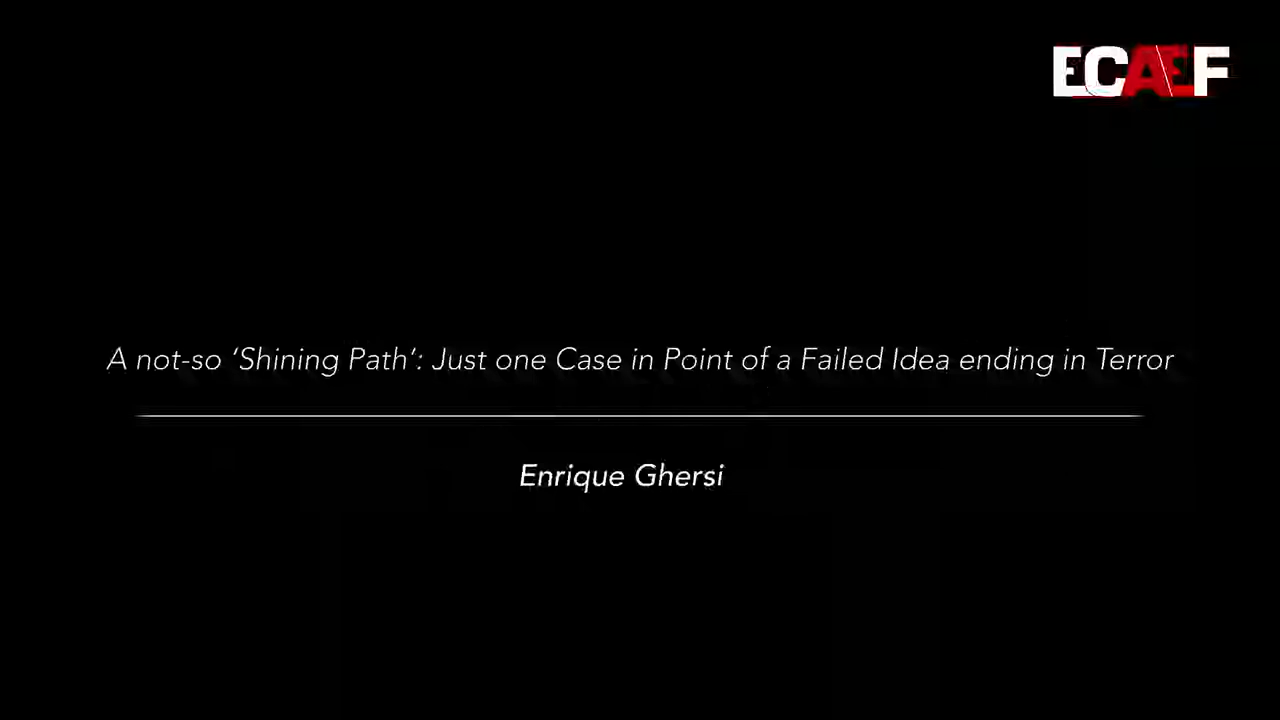 ECAEF
A not-so ‘Shining Path‘: Just one Case in Point of a Failed Idea ending in Terror
Enrique Ghersi